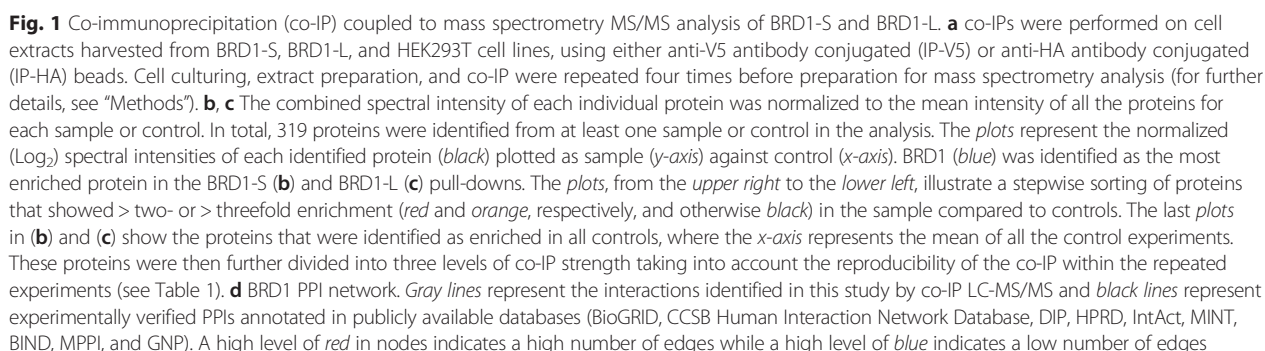 Fig. 1 Co-immunoprecipitation (co-IP) coupled to mass spectrometry MS/MS analysis of BRD1-S and BRD1-L. a co-IPs were performed on cell
extracts harvested from BRD1-S, BRD1-L, and HEK293T cell lines, using either anti-V5 antibody conjugated (IP-V5) or anti-HA antibody conjugated
(IP-HA) beads. Cell culturing, extract preparation, and co-IP were repeated four times before preparation for mass spectrometry analysis (for further
details, see “Methods”). b, c The combined spectral intensity of each individual protein was normalized to the mean intensity of all the proteins for
each sample or control. In total, 319 proteins were identified from at least one sample or control in the analysis. The plots represent the normalized
(Log₂) spectral intensities of each identified protein (black) plotted as sample (y-axis) against control (x-axis). BRD1 (blue) was identified as the most
enriched protein in the BRD1-S (b) and BRD1-L (c) pull-downs. The plots, from the upper right to the lower left, illustrate a stepwise sorting of proteins
that showed > two- or > threefold enrichment (red and orange, respectively, and otherwise black) in the sample compared to controls. The last plots
in (b) and (c) show the proteins that were identified as enriched in all controls, where the x-axis represents the mean of all the control experiments.
These proteins were then further divided into three levels of co-IP strength taking into account the reproducibility of the co-IP within the repeated
experiments (see Table 1). d BRD1 PPI network. Gray lines represent the interactions identified in this study by co-IP LC-MS/MS and black lines represent
experimentally verified PPIs annotated in publicly available databases (BioGRID, CCSB Human Interaction Network Database, DIP, HPRD, IntAct, MINT,
BIND, MPPI, and GNP). A high level of red in nodes indicates a high number of edges while a high level of blue indicates a low number of edges